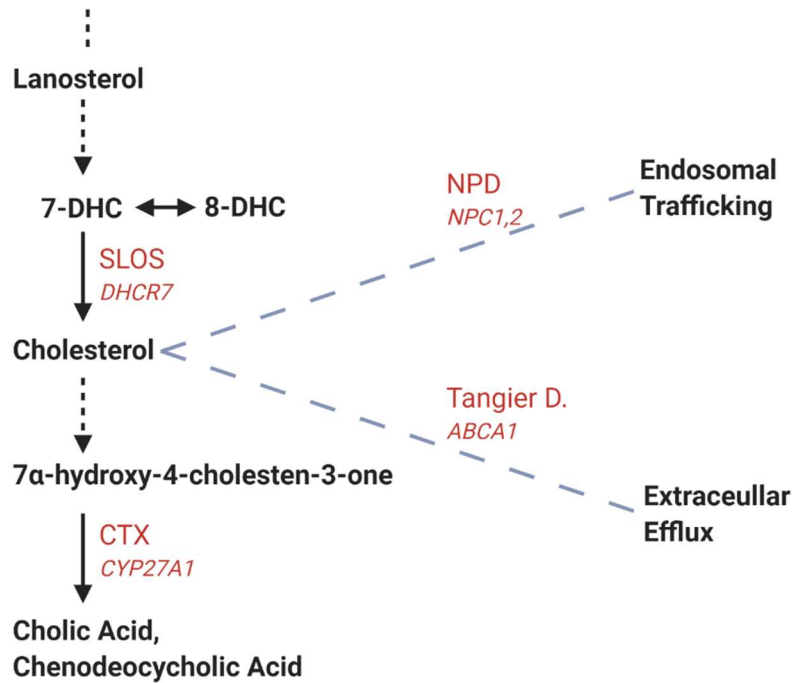 Lanosterol
7-DHC
8-DHC
SLOS
DHCR7
Cholesterol
NPD
NPC1,2
Endosomal
Trafficking
Tangier D.
ABCA1
Extraceullar
Efflux
7α-hydroxy-4-cholesten-3-one
CTX
CYP27A1
Cholic Acid,
Chenodeocycholic Acid